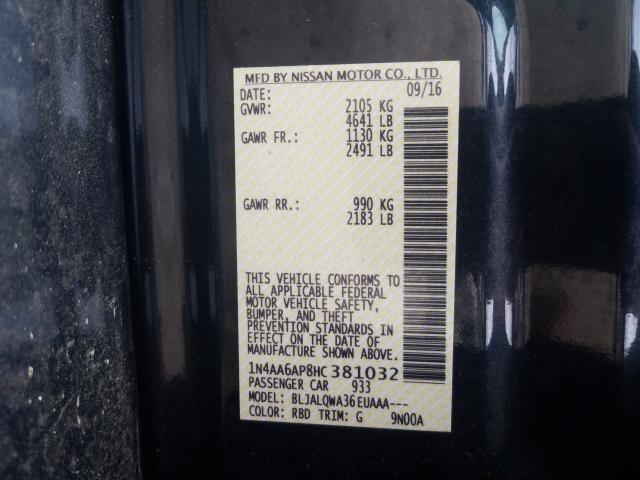 MFD BY NISSAN MOTOR CO., LTD.
DATE: 09/16
GVWR: 2105 KG
4641 LB
GAWR FR.: 1130 KG
2491 LB
GAWR RR.: 990 KG
2183 LB
THIS VEHICLE CONFORMS TO
ALL APPLICABLE FEDERAL
MOTOR VEHICLE SAFETY,
BUMPER, AND THEFT
PREVENTION STANDARDS IN
EFFECT ON THE DATE OF
MANUFACTURE SHOWN ABOVE.
1N4AA6AP8HC381032
PASSENGER CAR 933
MODEL: BLJALQWA36EUAAA---
COLOR: RBD TRIM: G 9N00A